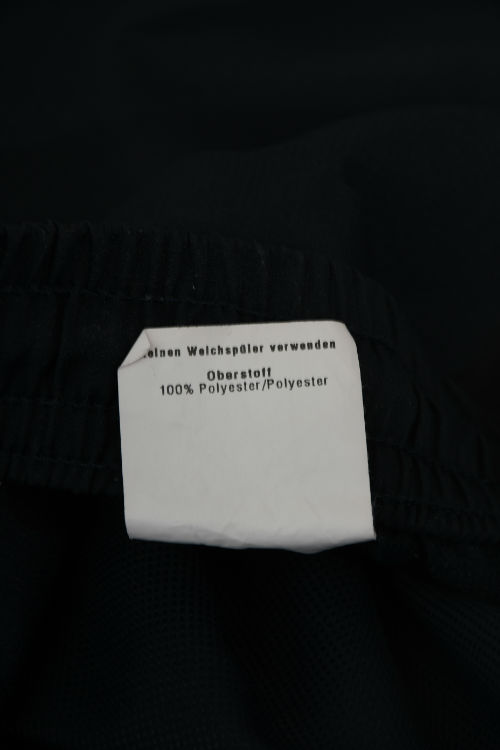 einen Weichspüler verwenden
Oberstoff
100% Polyester/Polyester